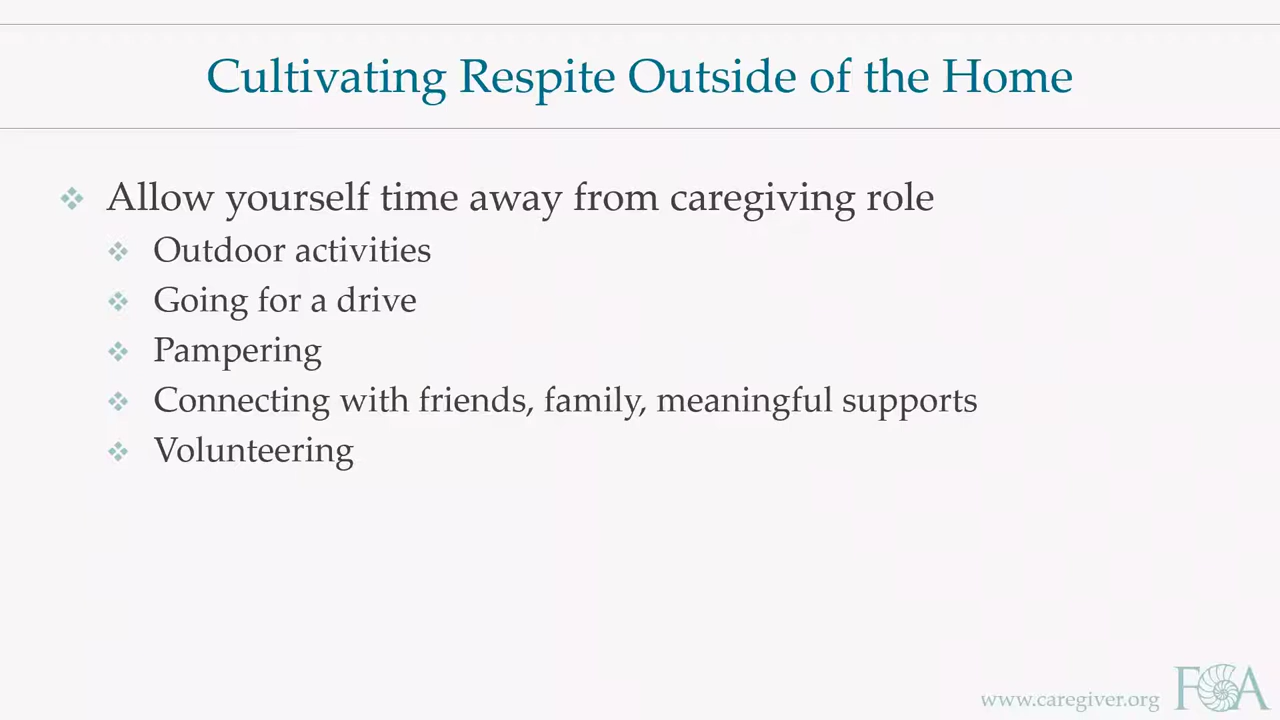 Cultivating Respite Outside of the Home
Allow yourself time away from caregiving role
Outdoor activities
Going for a drive
Pampering
Connecting with friends, family, meaningful supports
Volunteering
www.caregiver.org FCA